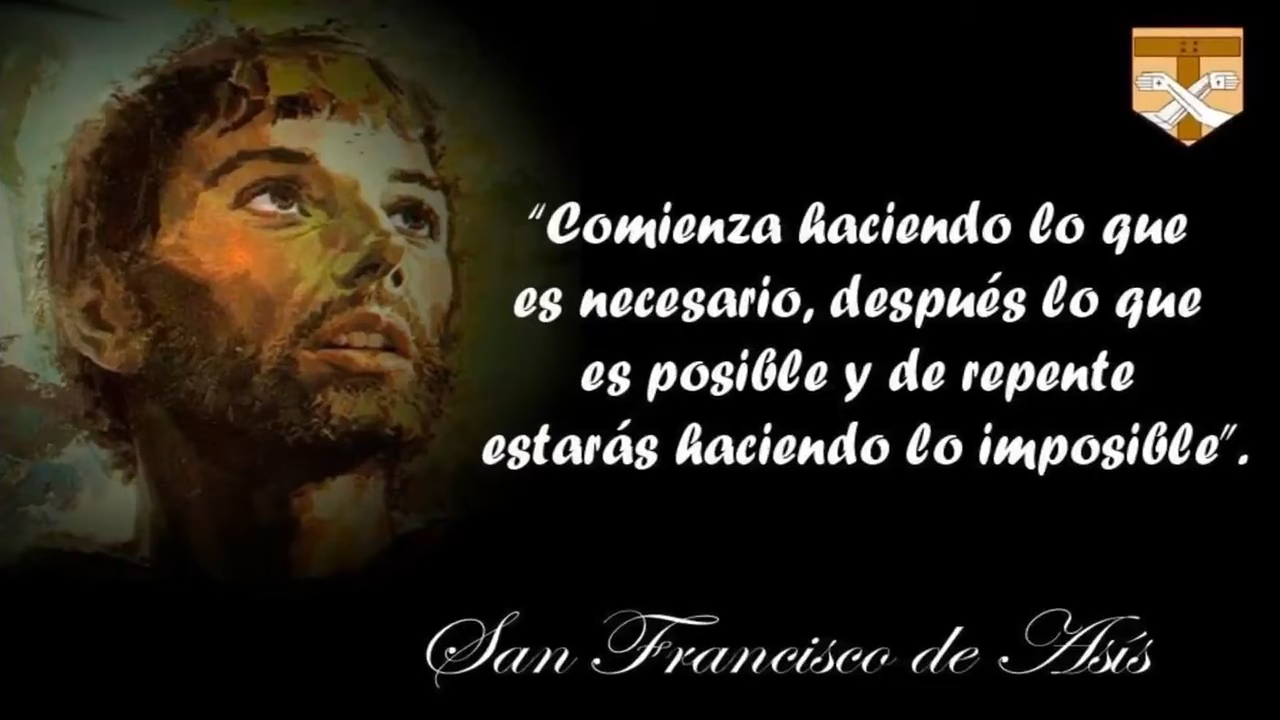 “Comienza haciendo lo que
es necesario, después lo que
es posible y de repente
estarás haciendo lo imposible”.
San Francisco de Asís